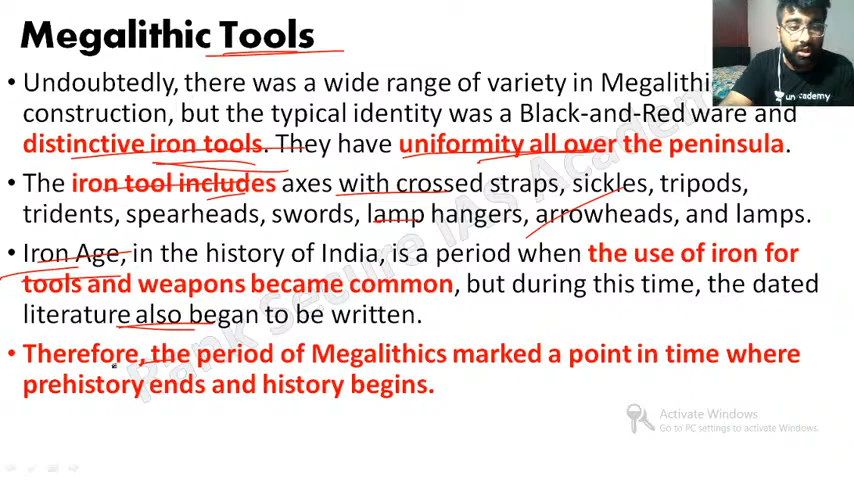 Megalithic Tools
• Undoubtedly, there was a wide range of variety in Megalithi
construction, but the typical identity was a Black-and-Red ware and
distinctive iron tools. They have uniformity all over the peninsula.
• The iron tool includes axes with crossed straps, sickles, tripods,
tridents, spearheads, swords, lamp hangers, arrowheads, and lamps.
• Iron Age, in the history of India, is a period when the use of iron for
tools and weapons became common, but during this time, the dated
literature also began to be written.
• Therefore, the period of Megalithics marked a point in time where
prehistory ends and history begins.
Rank Secure IAS Academ
unacademy
Activate Windows
Go to PC settings to activate Windows.